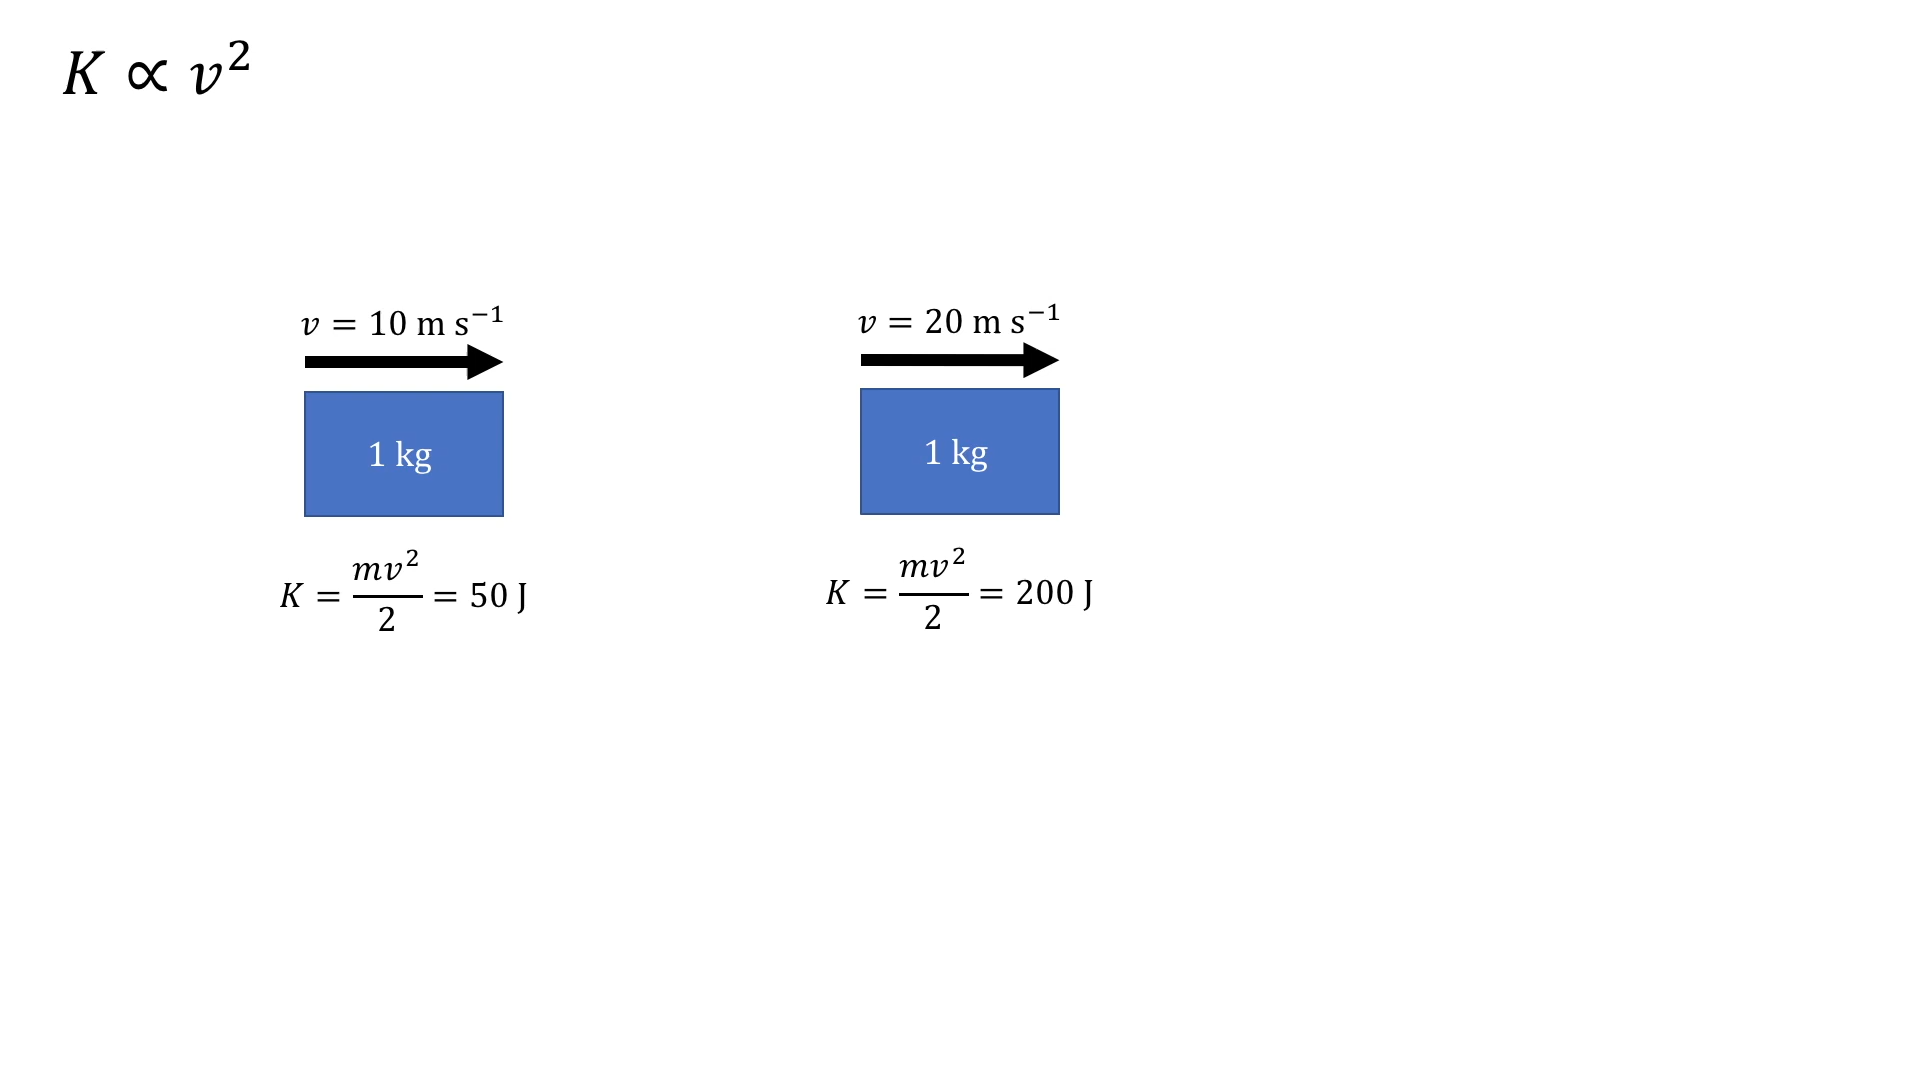 K ∝ v²
v = 10 m s⁻¹
1 kg
K = mv²/2 = 50 J
v = 20 m s⁻¹
1 kg
K = mv²/2 = 200 J